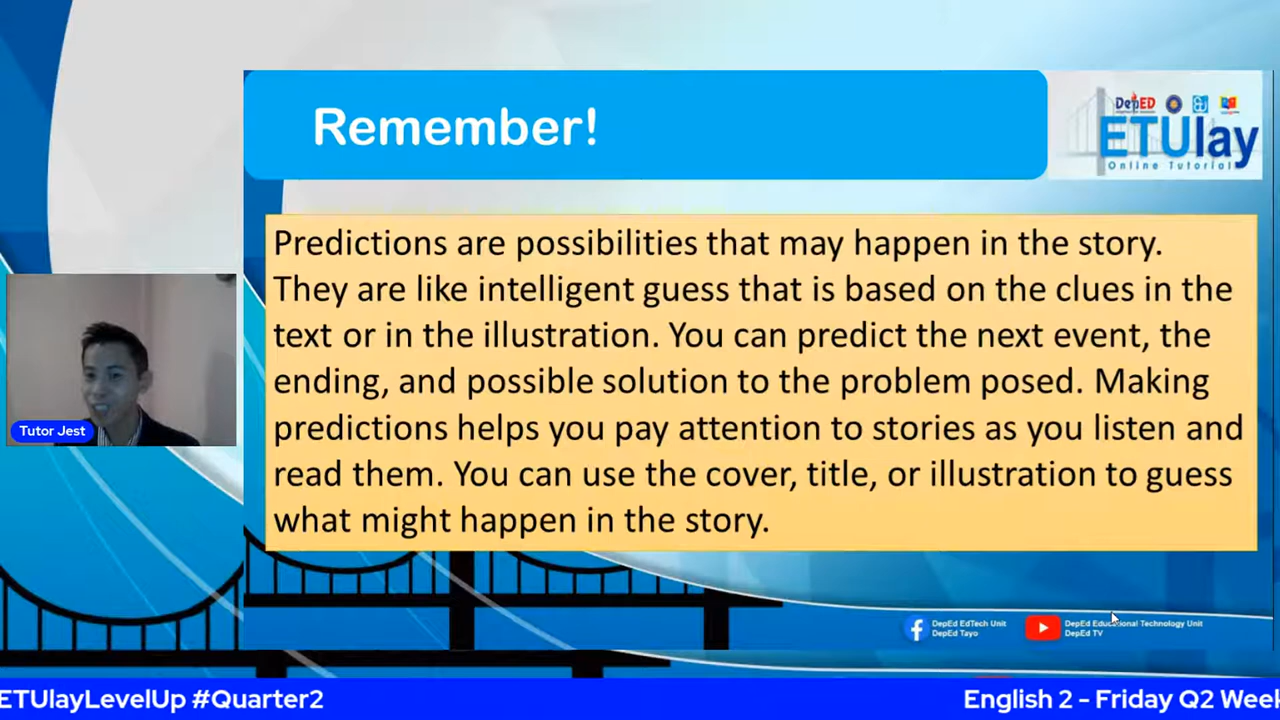 Remember!
DepED
ETUlay
Online Tutorial
Predictions are possibilities that may happen in the story.
They are like intelligent guess that is based on the clues in the
text or in the illustration. You can predict the next event, the
ending, and possible solution to the problem posed. Making
predictions helps you pay attention to stories as you listen and
read them. You can use the cover, title, or illustration to guess
what might happen in the story.
Tutor Jest
DepEd EdTech Unit
DepEd Tayo
DepEd Educational Technology Unit
DepEd TV
ETUlayLevelUp #Quarter2
English 2 - Friday Q2 Week